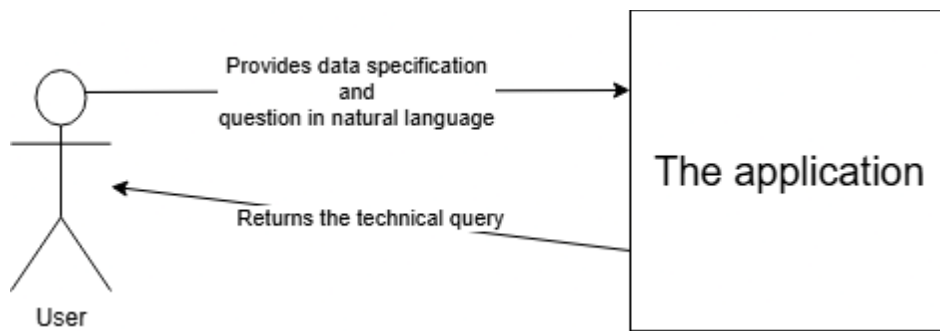 Provides data specification
and
question in natural language
The application
Returns the technical query
User